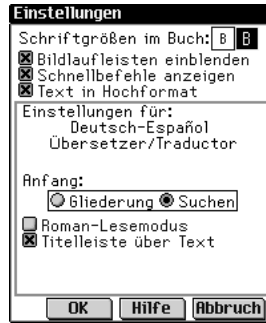 Einstellungen
Schriftgrößen im Buch: B B
Bildlaufleisten einblenden
Schnellbefehle anzeigen
Text in Hochformat
Einstellungen für:
Deutsch-Español
Übersetzer/Traductor
Anfang:
Gliederung Suchen
Roman-Lesemodus
Titelleiste über Text
OK Hilfe Abbruch